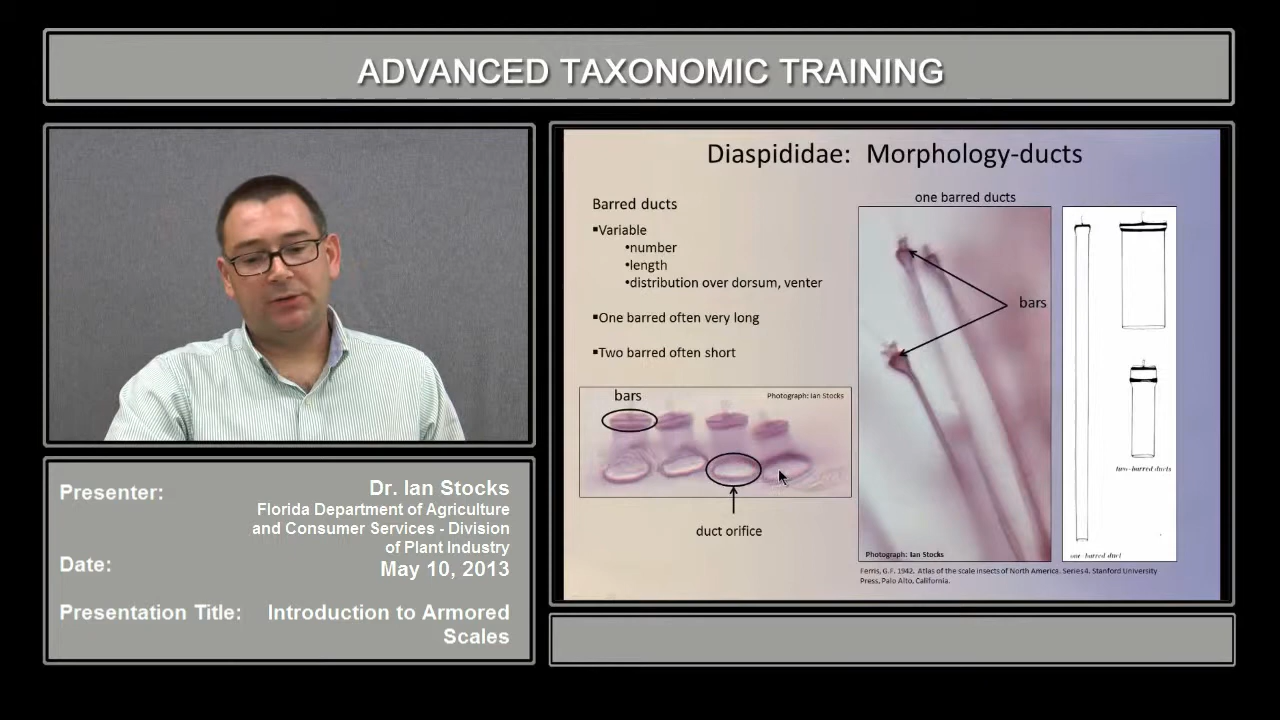 ADVANCED TAXONOMIC TRAINING
Presenter:
Dr. Ian Stocks
Florida Department of Agriculture
and Consumer Services - Division
of Plant Industry
Date:
May 10, 2013
Presentation Title:
Introduction to Armored
Scales
Diaspididae: Morphology-ducts
Barred ducts
▪Variable
•number
•length
•distribution over dorsum, venter
▪One barred often very long
▪Two barred often short
bars
Photograph: Ian Stocks
duct orifice
one barred ducts
bars
Photograph: Ian Stocks
two-barred ducts
one-barred duct
Ferris, G.F. 1942. Atlas of the scale insects of North America. Series 4. Stanford University
Press, Palo Alto, California.